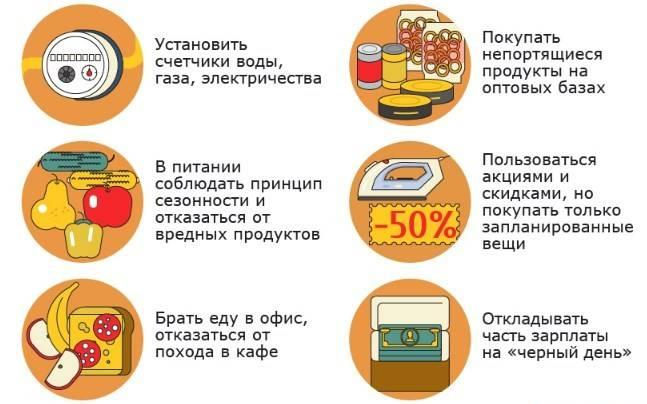 Установить
счетчики воды,
газа, электричества
Покупать
непортящиеся
продукты на
оптовых базах
В питании
соблюдать принцип
сезонности и
отказаться от
вредных продуктов
Пользоваться
акциями и
скидками, но
покупать только
запланированные
вещи
-50%
Брать еду в офис,
отказаться от
похода в кафе
Откладывать
часть зарплаты
на «черный день»